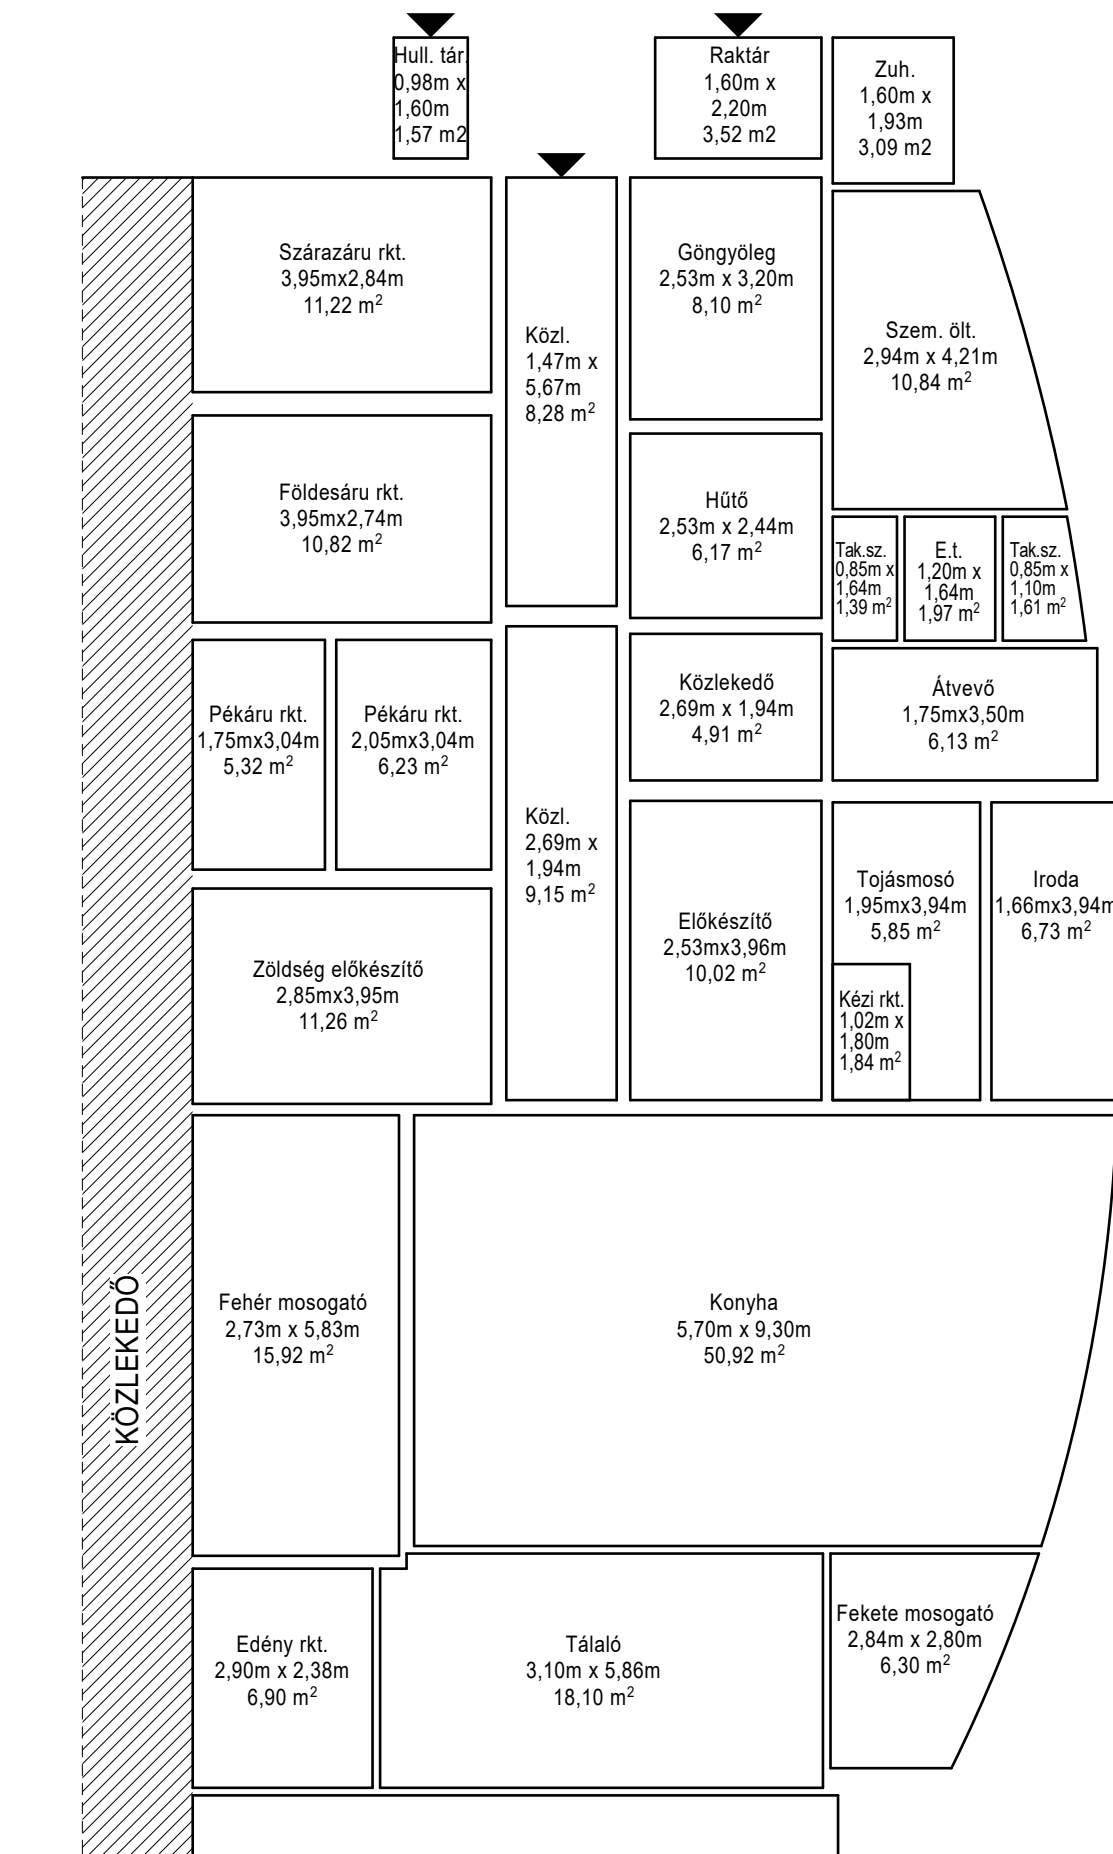 Hull. tár.
0,98m x
1,60m
1,57 m2
Raktár
1,60m x
2,20m
3,52 m2
Zuh.
1,60m x
1,93m
3,09 m2
Szárazáru rkt.
3,95mx2,84m
11,22 m²
Közl.
1,47m x
5,67m
8,28 m²
Göngyöleg
2,53m x 3,20m
8,10 m²
Szem. ölt.
2,94m x 4,21m
10,84 m²
Földesáru rkt.
3,95mx2,74m
10,82 m²
Hűtő
2,53m x 2,44m
6,17 m²
Tak.sz.
0,85m x
1,64m
1,39 m²
E.t.
1,20m x
1,64m
1,97 m²
Tak.sz.
0,85m x
1,10m
1,61 m²
Pékáru rkt.
1,75mx3,04m
5,32 m²
Pékáru rkt.
2,05mx3,04m
6,23 m²
Közlekedő
2,69m x 1,94m
4,91 m²
Átvevő
1,75mx3,50m
6,13 m²
Közl.
2,69m x
1,94m
9,15 m²
Előkészítő
2,53mx3,96m
10,02 m²
Tojásmosó
1,95mx3,94m
5,85 m²
Iroda
1,66mx3,94m
6,73 m²
Kézi rkt.
1,02m x
1,80m
1,84 m²
Zöldség előkészítő
2,85mx3,95m
11,26 m²
KÖZLEKEDŐ
Fehér mosogató
2,73m x 5,83m
15,92 m²
Konyha
5,70m x 9,30m
50,92 m²
Edény rkt.
2,90m x 2,38m
6,90 m²
Tálaló
3,10m x 5,86m
18,10 m²
Fekete mosogató
2,84m x 2,80m
6,30 m²